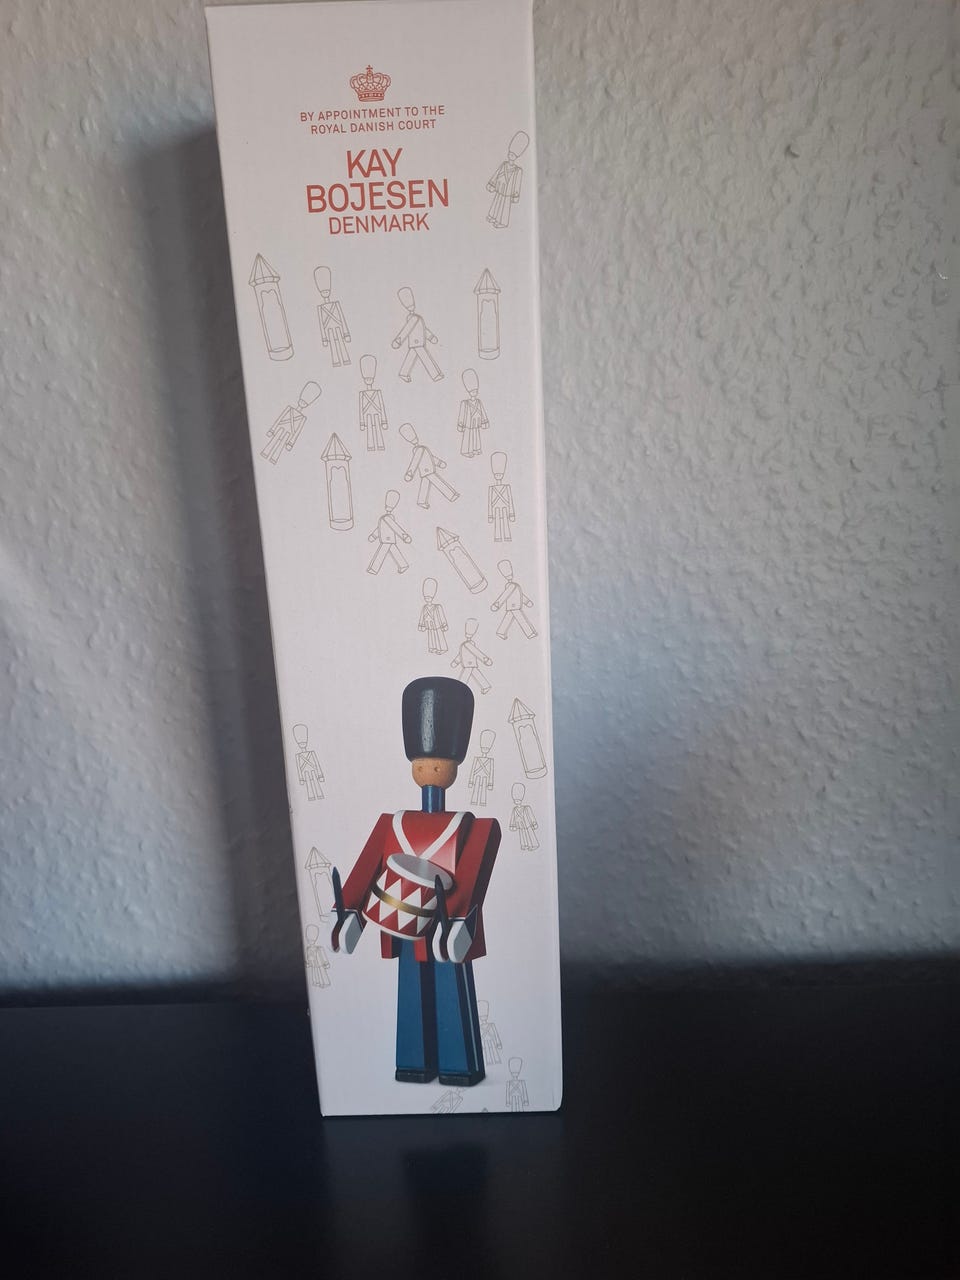 BY APPOINTMENT TO THE
ROYAL DANISH COURT
KAY
BOJESEN
DENMARK